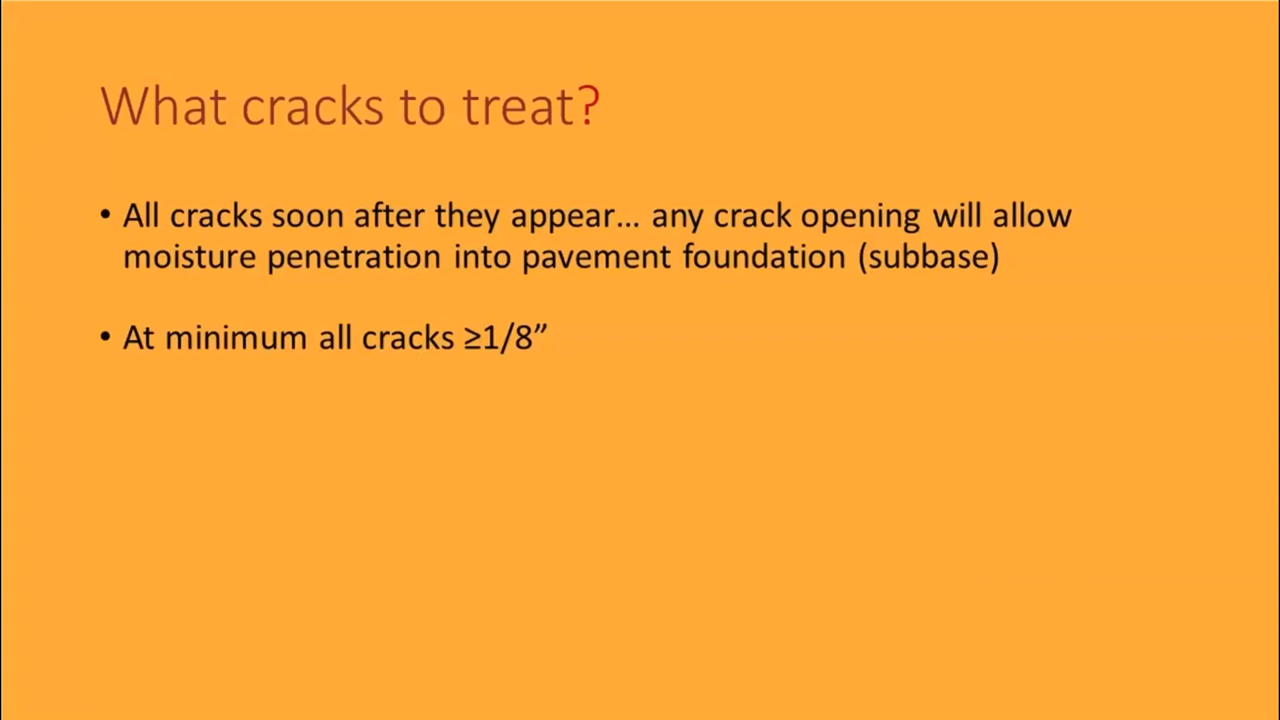 What cracks to treat?
• All cracks soon after they appear... any crack opening will allow
moisture penetration into pavement foundation (subbase)
• At minimum all cracks ≥1/8”